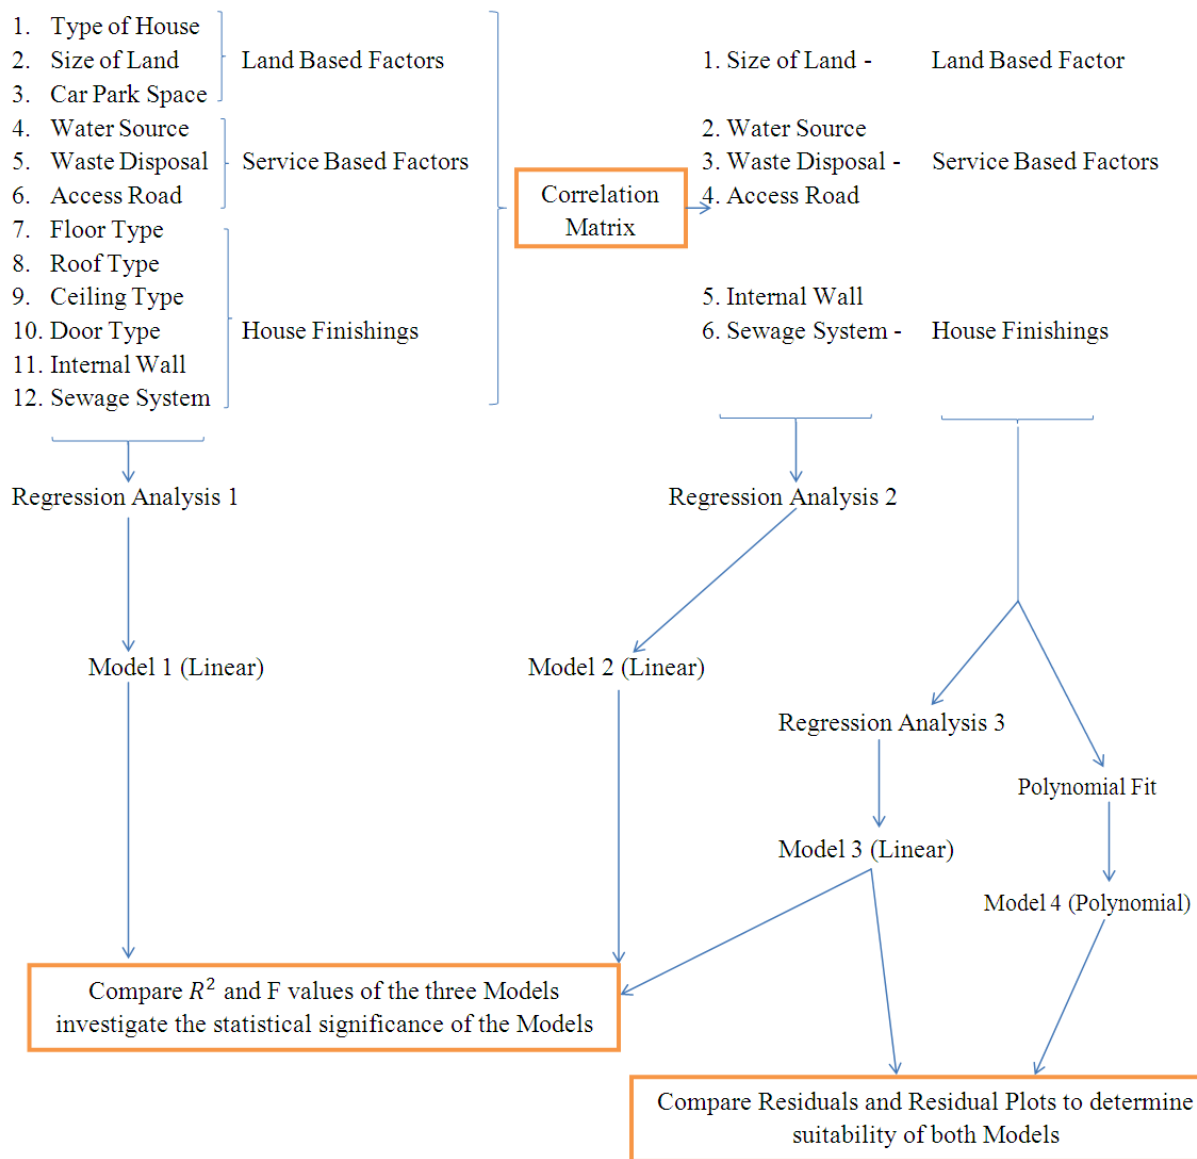 1. Type of House
2. Size of Land
3. Car Park Space
Land Based Factors
4. Water Source
5. Waste Disposal
6. Access Road
Service Based Factors
7. Floor Type
8. Roof Type
9. Ceiling Type
10. Door Type
11. Internal Wall
12. Sewage System
House Finishings
Correlation
Matrix
1. Size of Land - Land Based Factor
2. Water Source
3. Waste Disposal - Service Based Factors
4. Access Road
5. Internal Wall
6. Sewage System - House Finishings
Regression Analysis 1
Regression Analysis 2
Model 1 (Linear)
Model 2 (Linear)
Regression Analysis 3
Polynomial Fit
Model 3 (Linear)
Model 4 (Polynomial)
Compare R² and F values of the three Models
investigate the statistical significance of the Models
Compare Residuals and Residual Plots to determine
suitability of both Models